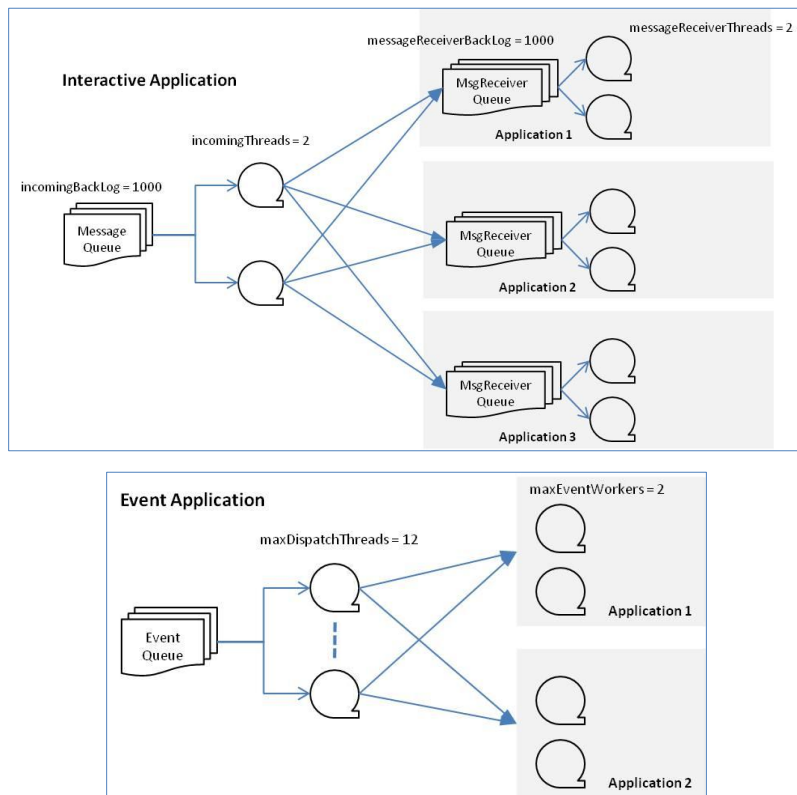 messageReceiverThreads = 2
messageReceiverBackLog = 1000
Interactive Application
MsgReceiver
Queue
Application 1
incomingThreads = 2
incomingBackLog = 1000
Message
Queue
MsgReceiver
Queue
Application 2
MsgReceiver
Queue
Application 3
Event Application
maxEventWorkers = 2
maxDispatchThreads = 12
Application 1
Event
Queue
Application 2